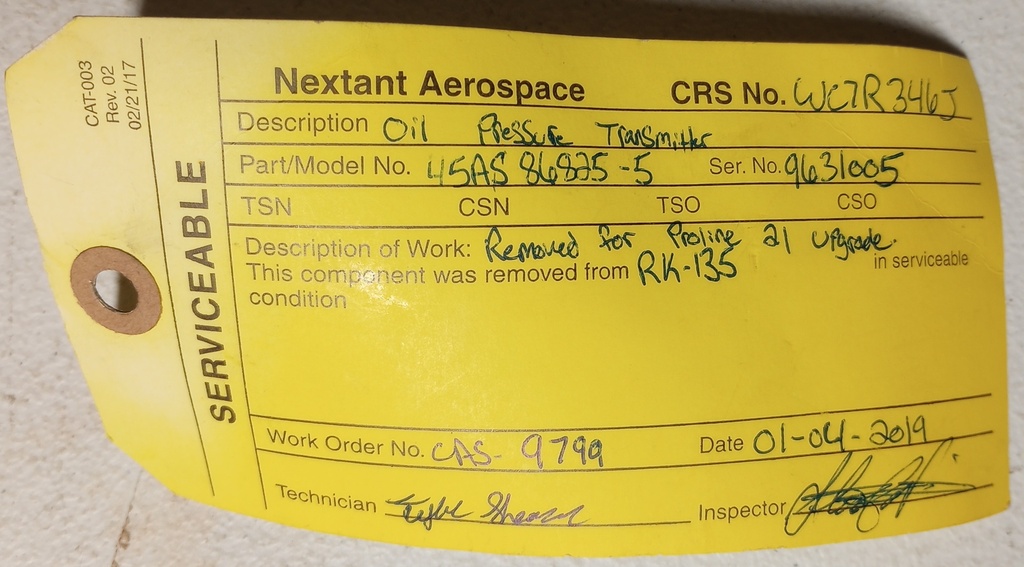 CAT-003
Rev. 02
02/21/17
SERVICEABLE
Nextant Aerospace CRS No. WC7R346J
Description Oil Pressure Transmitter
Part/Model No. 45AS86825-5 Ser. No. 9631005
TSN CSN TSO CSO
Description of Work: Removed for Proline 21 upgrade.
This component was removed from RK-135 in serviceable
condition
Work Order No. CAS-9799 Date 01-04-2019
Technician
Inspector